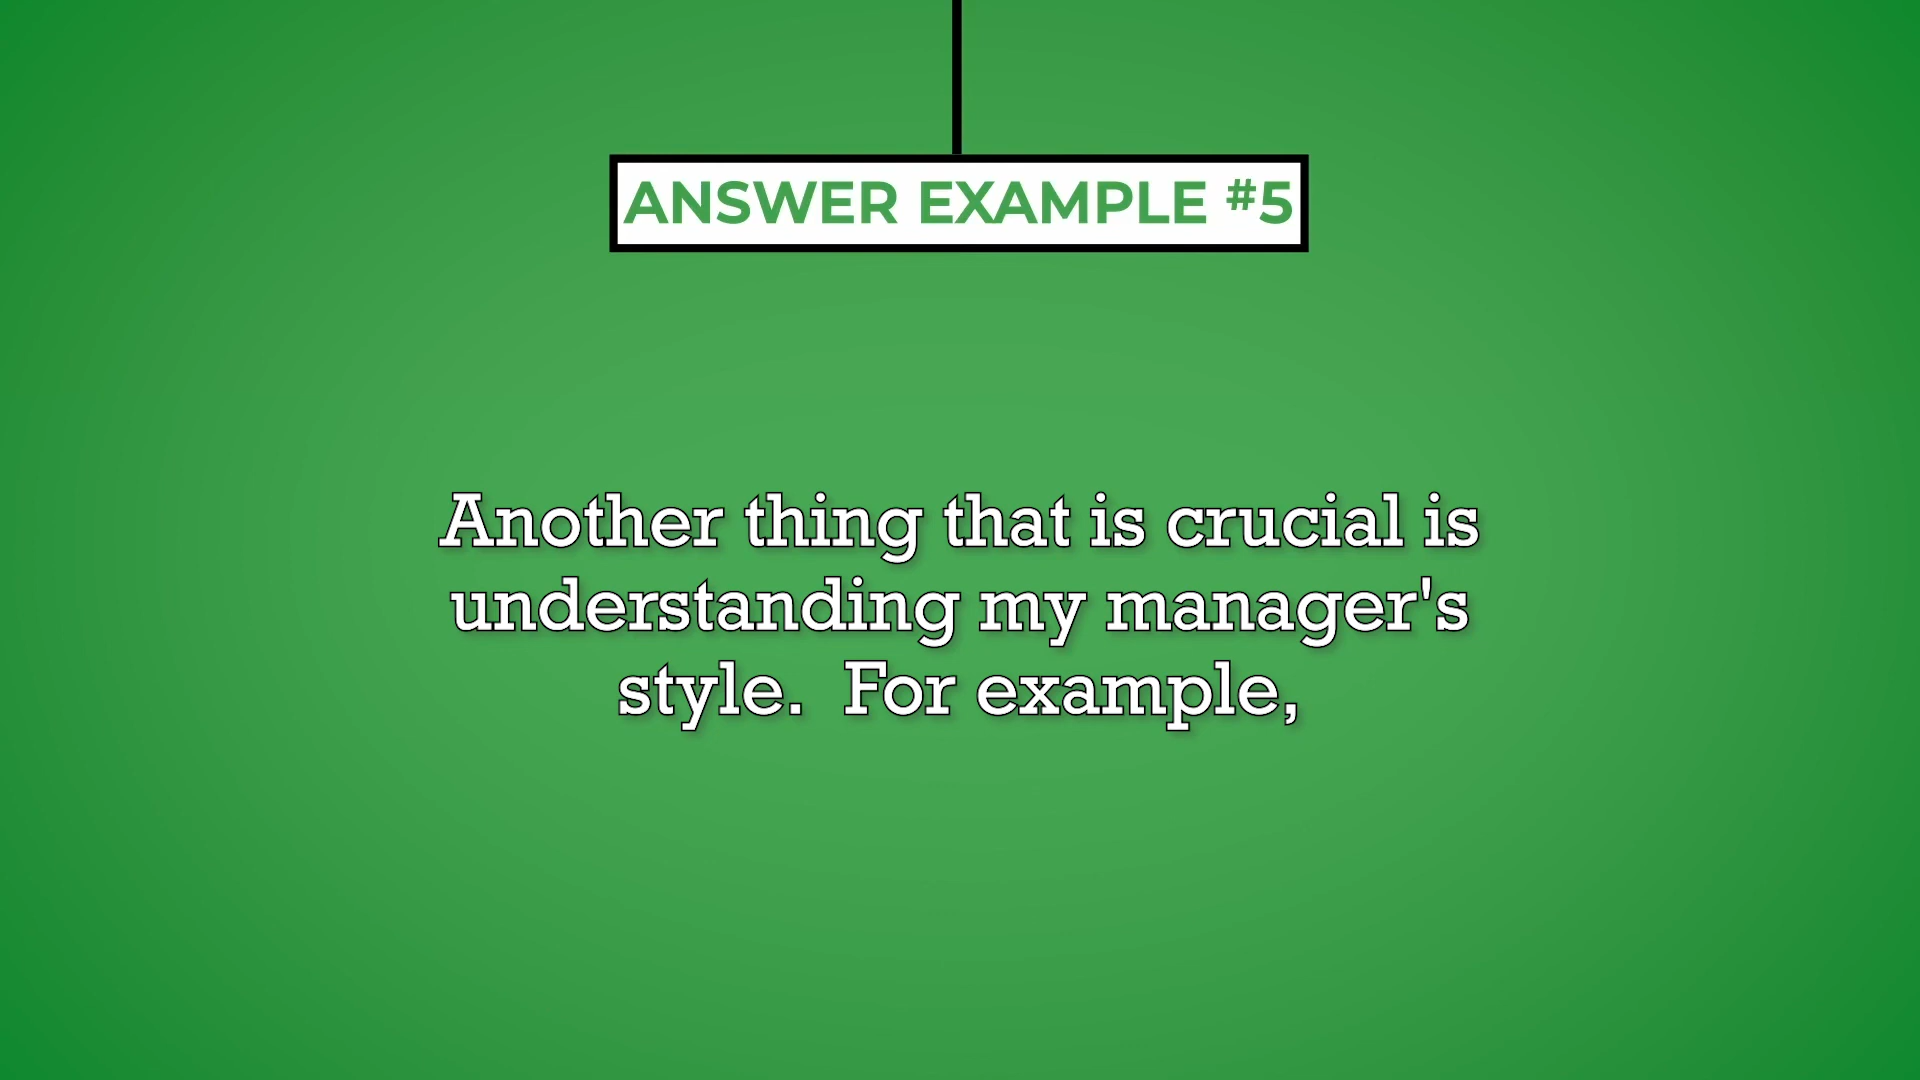 ANSWER EXAMPLE #5
Another thing that is crucial is
understanding my manager's
style.  For example,